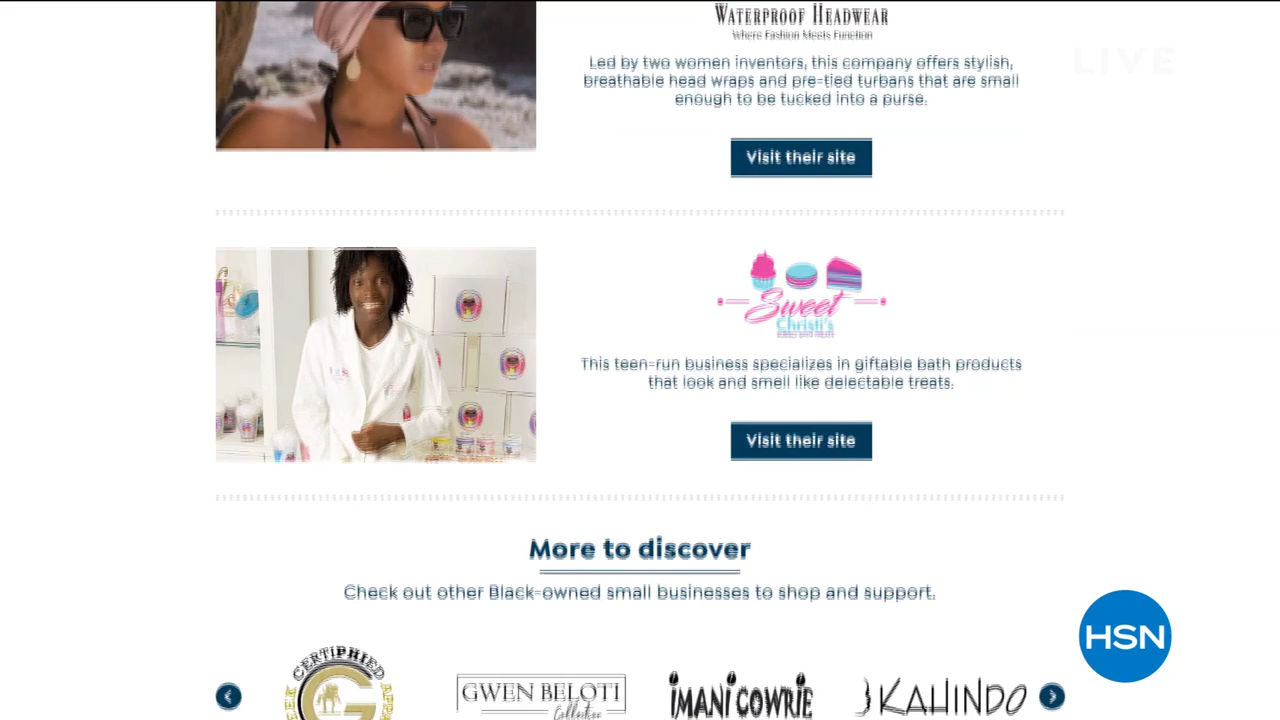 WATERPROOF HEADWEAR
Where Fashion Meets Function
LIVE
Led by two women inventors, this company offers stylish,
breathable head wraps and pre-tied turbans that are small
enough to be tucked into a purse.
Visit their site
Sweet
Christi's
This teen-run business specializes in giftable bath products
that look and smell like delectable treats.
Visit their site
More to discover
Check out other Black-owned small businesses to shop and support.
HSN
CERTIPHIED
GWEN BELOTI
Collection
IMANI COWRIE
KAHINDO